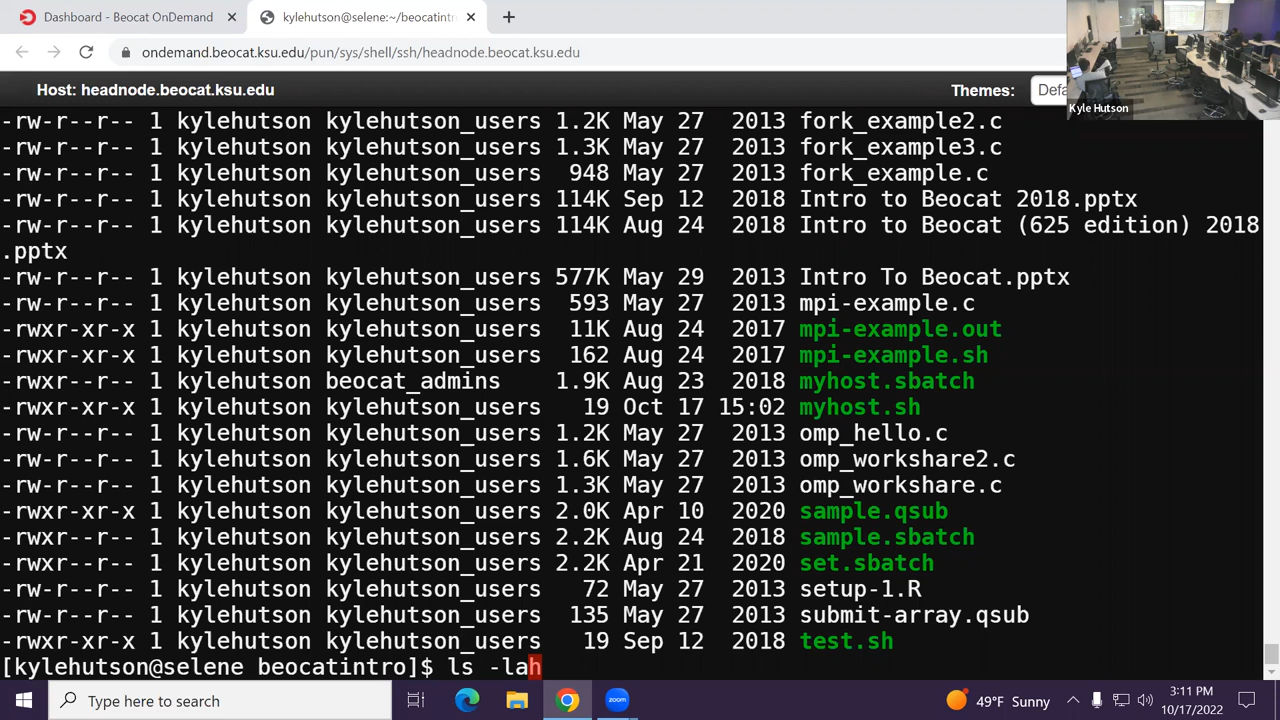 Dashboard - Beocat OnDemand
kylehutson@selene:~/beocatintr
ondemand.beocat.ksu.edu/pun/sys/shell/ssh/headnode.beocat.ksu.edu
Host: headnode.beocat.ksu.edu
Themes:
Defa
Kyle Hutson
-rw-r--r-- 1 kylehutson kylehutson_users 1.2K May 27  2013 fork_example2.c
-rw-r--r-- 1 kylehutson kylehutson_users 1.3K May 27  2013 fork_example3.c
-rw-r--r-- 1 kylehutson kylehutson_users  948 May 27  2013 fork_example.c
-rw-r--r-- 1 kylehutson kylehutson_users 114K Sep 12  2018 Intro to Beocat 2018.pptx
-rw-r--r-- 1 kylehutson kylehutson_users 114K Aug 24  2018 Intro to Beocat (625 edition) 2018
.pptx
-rw-r--r-- 1 kylehutson kylehutson_users 577K May 29  2013 Intro To Beocat.pptx
-rw-r--r-- 1 kylehutson kylehutson_users  593 May 27  2013 mpi-example.c
-rwxr-xr-x 1 kylehutson kylehutson_users  11K Aug 24  2017 mpi-example.out
-rwxr-xr-x 1 kylehutson kylehutson_users  162 Aug 24  2017 mpi-example.sh
-rwxr-xr-x 1 kylehutson beocat_admins    1.9K Aug 23  2018 myhost.sbatch
-rwxr-xr-x 1 kylehutson kylehutson_users   19 Oct 17 15:02 myhost.sh
-rw-r--r-- 1 kylehutson kylehutson_users 1.2K May 27  2013 omp_hello.c
-rw-r--r-- 1 kylehutson kylehutson_users 1.6K May 27  2013 omp_workshare2.c
-rw-r--r-- 1 kylehutson kylehutson_users 1.3K May 27  2013 omp_workshare.c
-rwxr-xr-x 1 kylehutson kylehutson_users 2.0K Apr 10  2020 sample.qsub
-rwxr-xr-x 1 kylehutson kylehutson_users 2.2K Aug 24  2018 sample.sbatch
-rwxr-xr-x 1 kylehutson kylehutson_users 2.2K Apr 21  2020 set.sbatch
-rw-r--r-- 1 kylehutson kylehutson_users   72 May 27  2013 setup-1.R
-rw-r--r-- 1 kylehutson kylehutson_users  135 May 27  2013 submit-array.qsub
-rwxr-xr-x 1 kylehutson kylehutson_users   19 Sep 12  2018 test.sh
[kylehutson@selene beocatintro]$ ls -lah
Type here to search
zoom
49°F Sunny
3:11 PM
10/17/2022